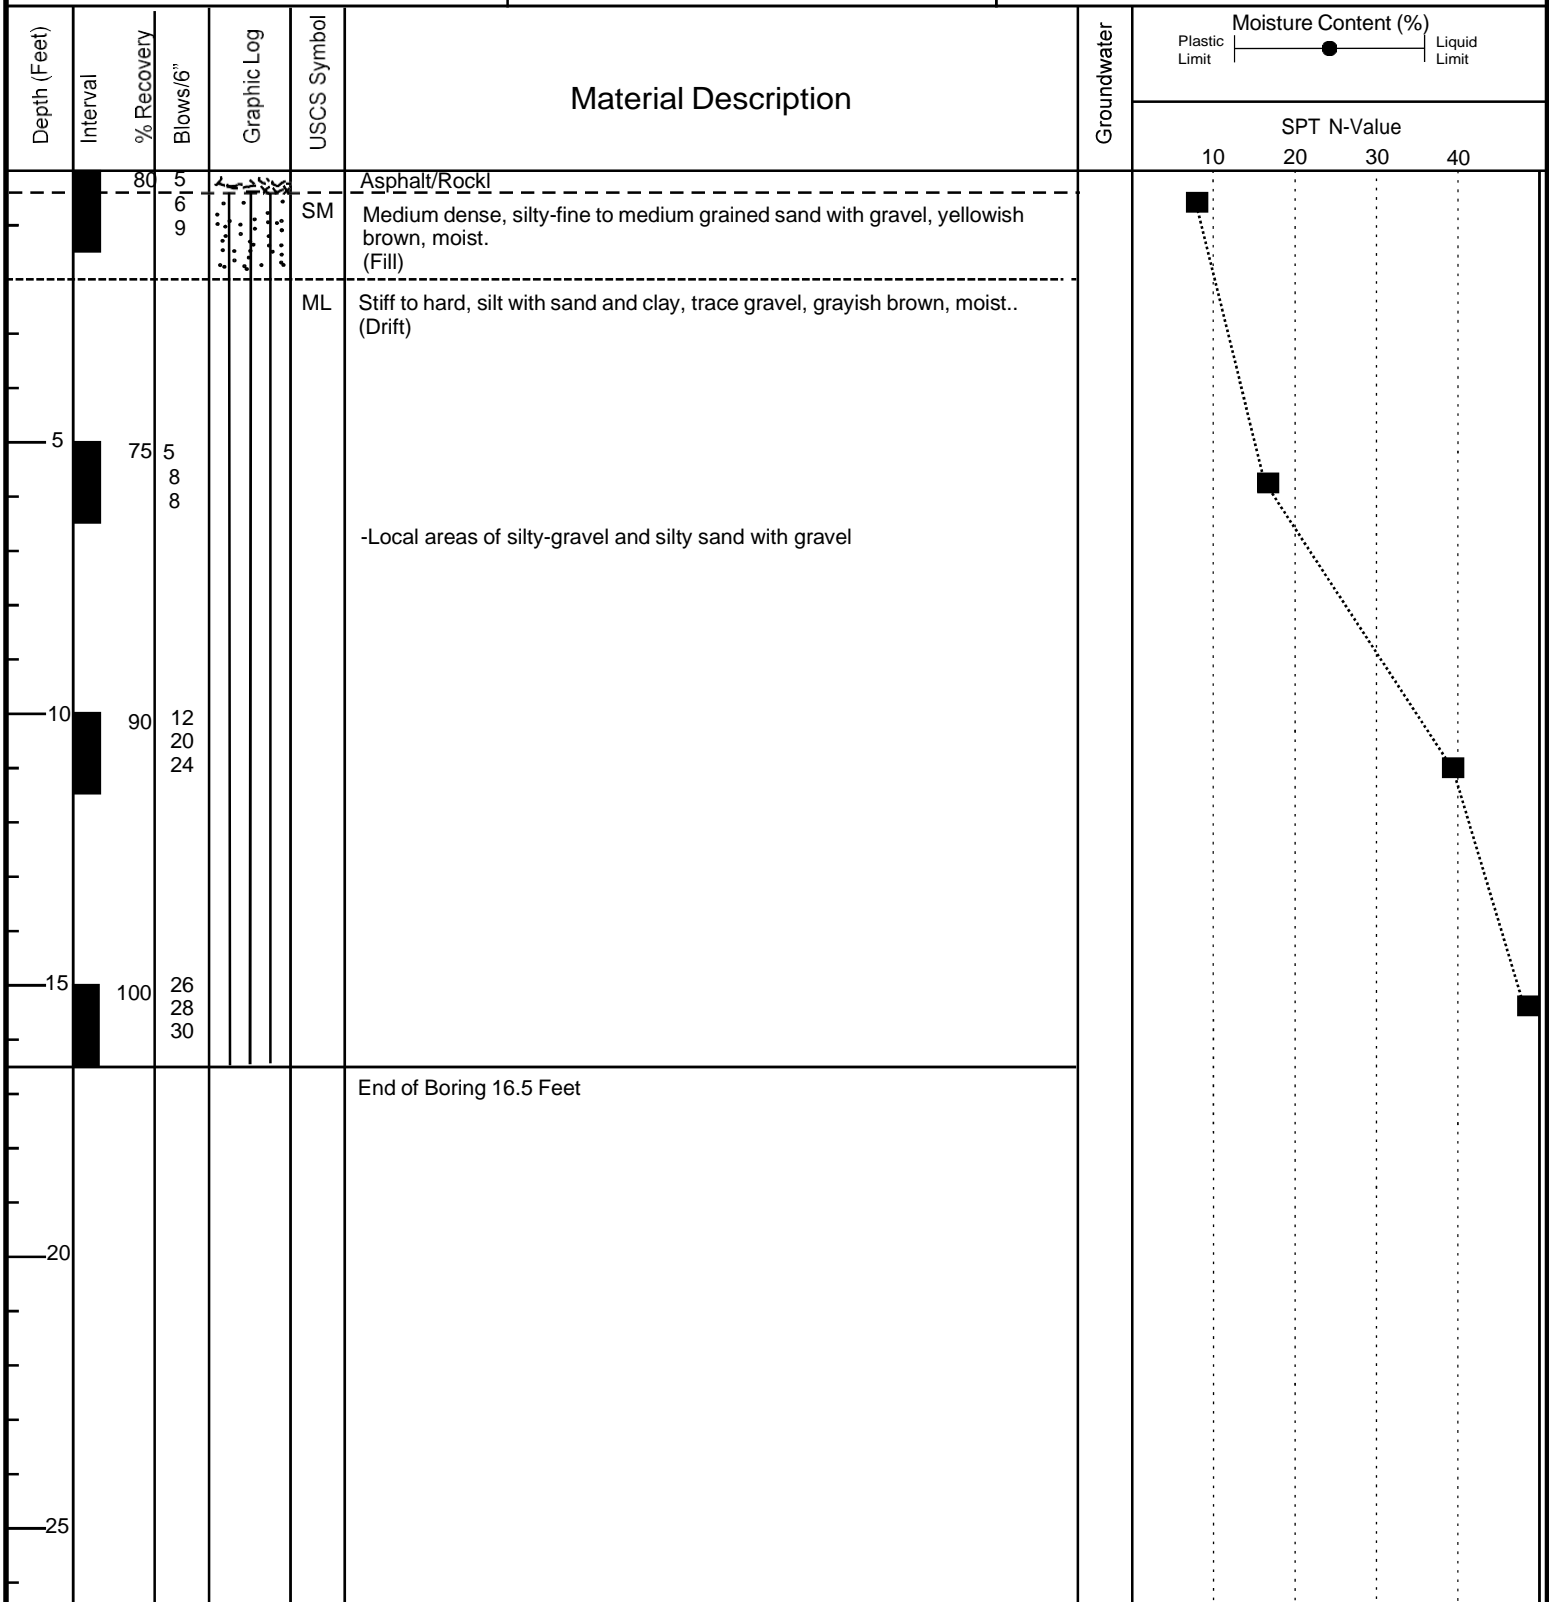 Depth (Feet)
Interval
% Recovery
Blows/6"
Graphic Log
USCS Symbol
Material Description
Groundwater
Moisture Content (%)
Plastic Limit
Liquid Limit
SPT N-Value
10 20 30 40
80 5 Asphalt/Rockl
6
9
SM Medium dense, silty-fine to medium grained sand with gravel, yellowish
brown, moist.
(Fill)
ML Stiff to hard, silt with sand and clay, trace gravel, grayish brown, moist..
(Drift)
5 75 5
8
8
-Local areas of silty-gravel and silty sand with gravel
10 90 12
20
24
15 100 26
28
30
End of Boring 16.5 Feet
20
25